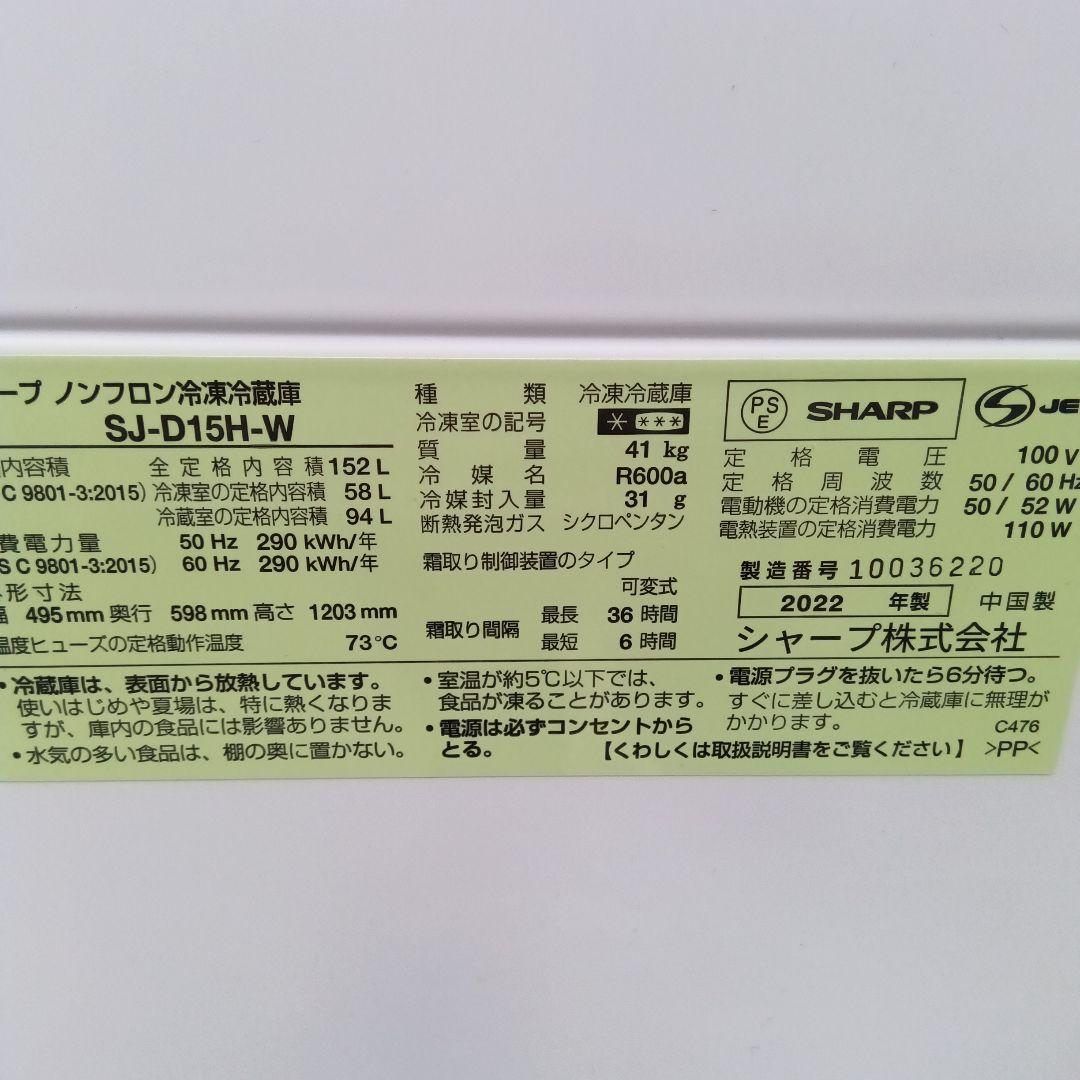 ープ ノンフロン冷凍冷蔵庫
SJ-D15H-W
内容積 全定格内容積 152 L
C 9801-3:2015) 冷凍室の定格内容積 58 L
冷蔵室の定格内容積 94 L
費電力量 50 Hz 290 kWh/年
S C 9801-3:2015) 60 Hz 290 kWh/年
形寸法
幅 495 mm 奥行 598 mm 高さ 1203 mm
温度ヒューズの定格動作温度 73℃
種類 冷凍冷蔵庫
冷凍室の記号 * ***
質量 41 kg
冷媒名 R600a
冷媒封入量 31 g
断熱発泡ガス シクロペンタン
霜取り制御装置のタイプ
可変式
霜取り間隔 最長 36 時間
最短 6 時間
PS E SHARP JE
定格電圧 100 V
定格周波数 50 / 60 Hz
電動機の定格消費電力 50 / 52 W
電熱装置の定格消費電力 110 W
製造番号 10036220
2022 年製 中国製
シャープ株式会社
・冷蔵庫は、表面から放熱しています。
使いはじめや夏場は、特に熱くなりま
すが、庫内の食品には影響ありません。
・水気の多い食品は、棚の奥に置かない。
・室温が約5℃以下では、
食品が凍ることがあります。
・電源は必ずコンセントから
とる。
・電源プラグを抜いたら6分待つ。
すぐに差し込むと冷蔵庫に無理が
かかります。
C476
【くわしくは取扱説明書をご覧ください】 >PP<